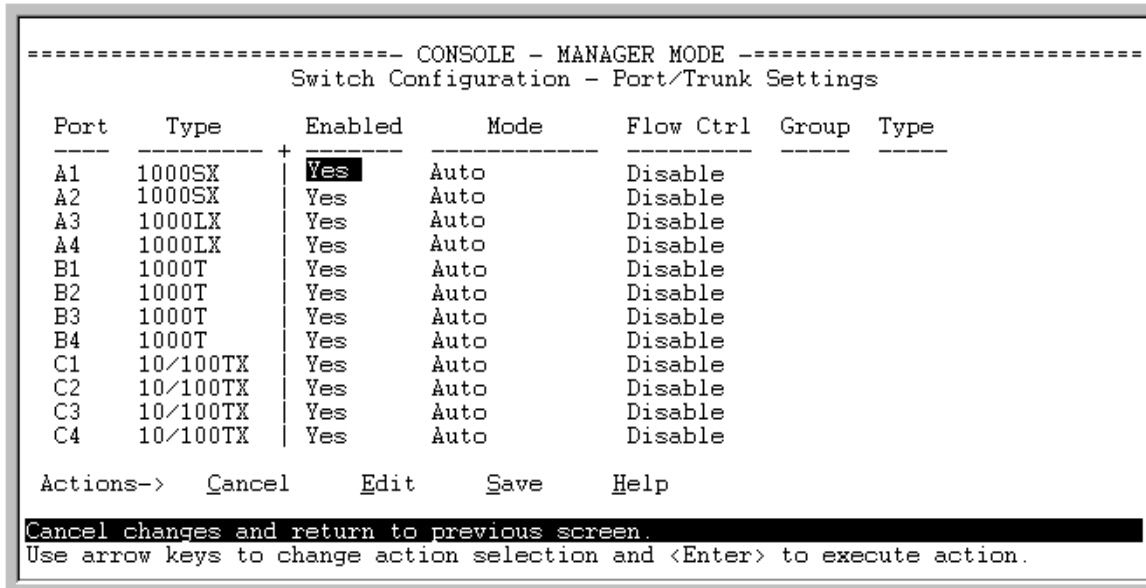 ===========================- CONSOLE - MANAGER MODE -============================
Switch Configuration - Port/Trunk Settings
Port Type Enabled Mode Flow Ctrl Group Type
---- --------- + ------- ------------ --------- ----- -----
A1 1000SX | Yes Auto Disable
A2 1000SX | Yes Auto Disable
A3 1000LX | Yes Auto Disable
A4 1000LX | Yes Auto Disable
B1 1000T | Yes Auto Disable
B2 1000T | Yes Auto Disable
B3 1000T | Yes Auto Disable
B4 1000T | Yes Auto Disable
C1 10/100TX | Yes Auto Disable
C2 10/100TX | Yes Auto Disable
C3 10/100TX | Yes Auto Disable
C4 10/100TX | Yes Auto Disable
Actions-> Cancel Edit Save Help
Cancel changes and return to previous screen.
Use arrow keys to change action selection and <Enter> to execute action.